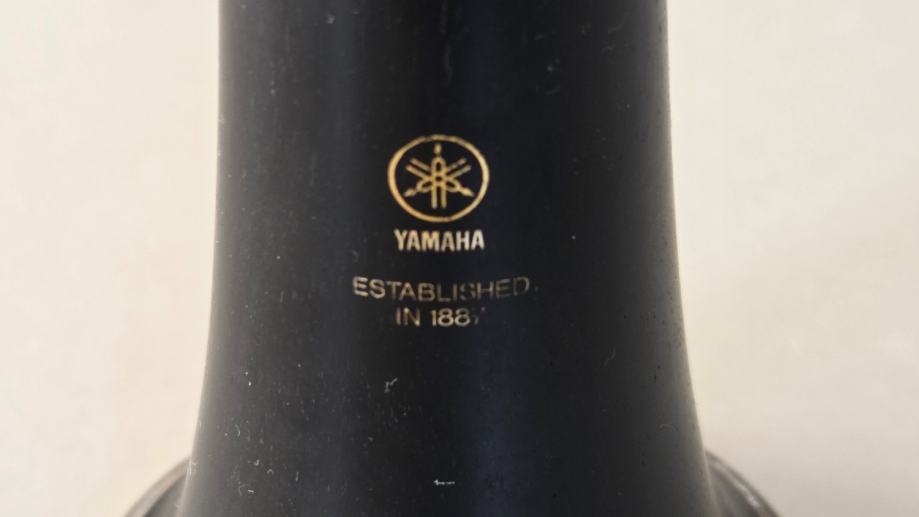 YAMAHA
ESTABLISHED
IN 1887